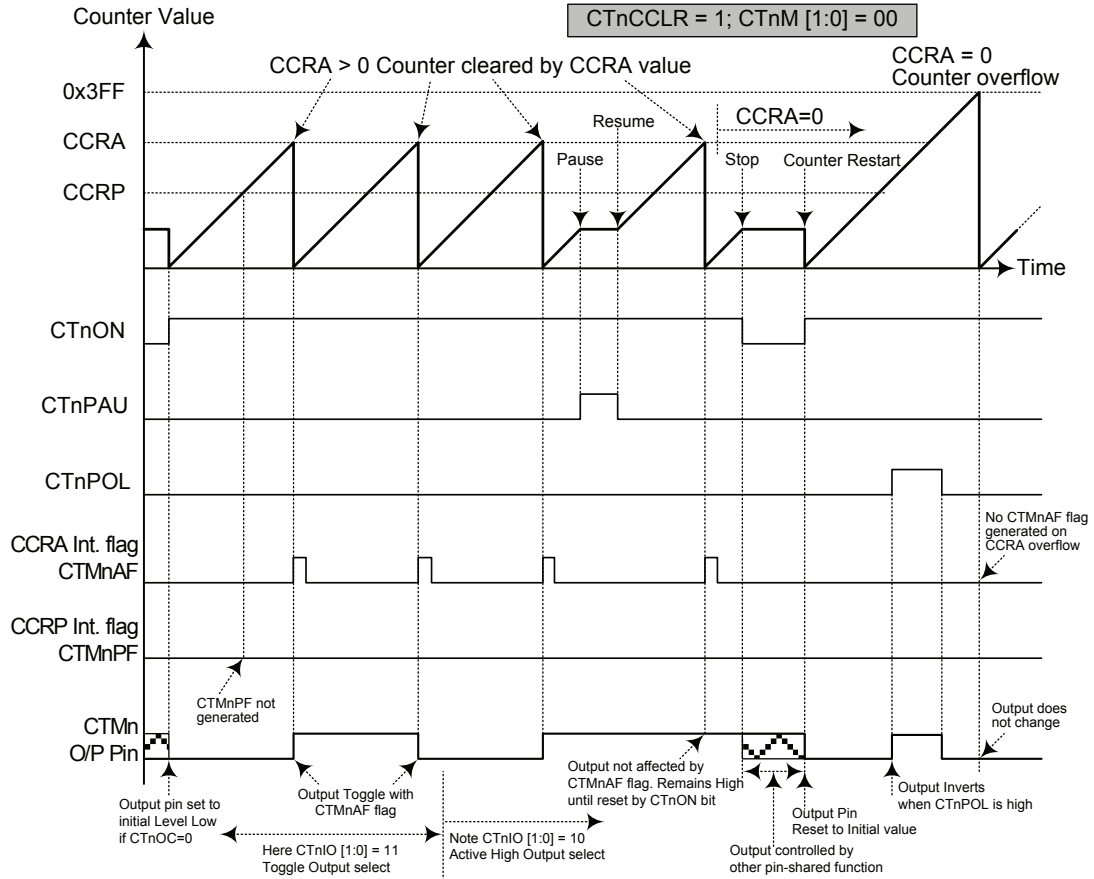 Counter Value
CTnCCLR = 1; CTnM [1:0] = 00
CCRA > 0 Counter cleared by CCRA value
CCRA = 0
Counter overflow
0x3FF
CCRA
CCRP
Resume
CCRA=0
Pause
Stop
Counter Restart
Time
CTnON
CTnPAU
CTnPOL
No CTMnAF flag
generated on
CCRA overflow
CCRA Int. flag
CTMnAF
CCRP Int. flag
CTMnPF
CTMnPF not
generated
Output does
not change
CTMn
O/P Pin
Output pin set to
initial Level Low
if CTnOC=0
Output Toggle with
CTMnAF flag
Output not affected by
CTMnAF flag. Remains High
until reset by CTnON bit
Output Inverts
when CTnPOL is high
Output Pin
Reset to Initial value
Here CTnIO [1:0] = 11
Toggle Output select
Note CTnIO [1:0] = 10
Active High Output select
Output controlled by
other pin-shared function